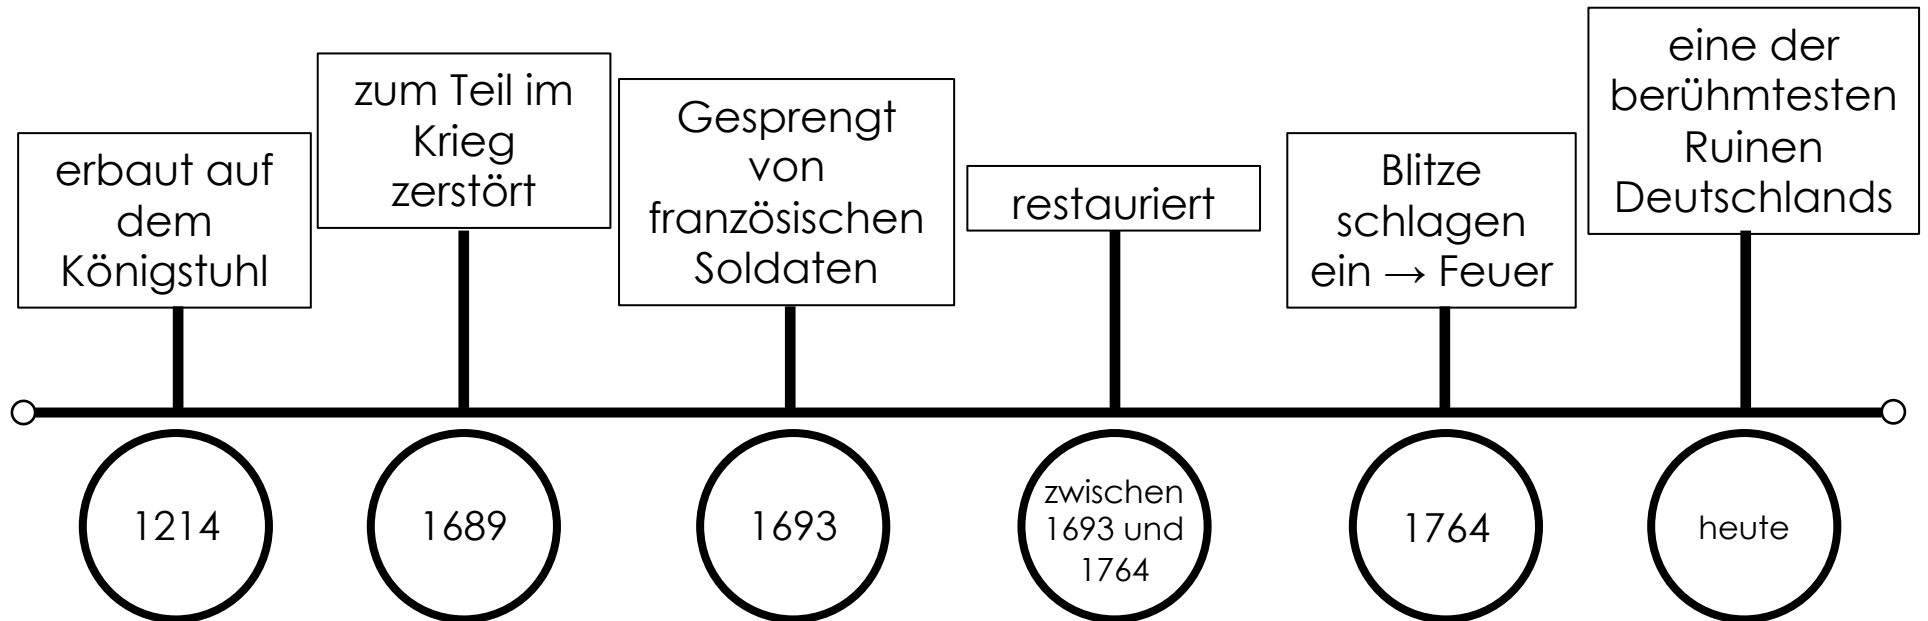 erbaut auf
dem
Königstuhl
zum Teil im
Krieg
zerstört
Gesprengt
von
französischen
Soldaten
restauriert
Blitze
schlagen
ein → Feuer
eine der
berühmtesten
Ruinen
Deutschlands
1214
1689
1693
zwischen
1693 und
1764
1764
heute